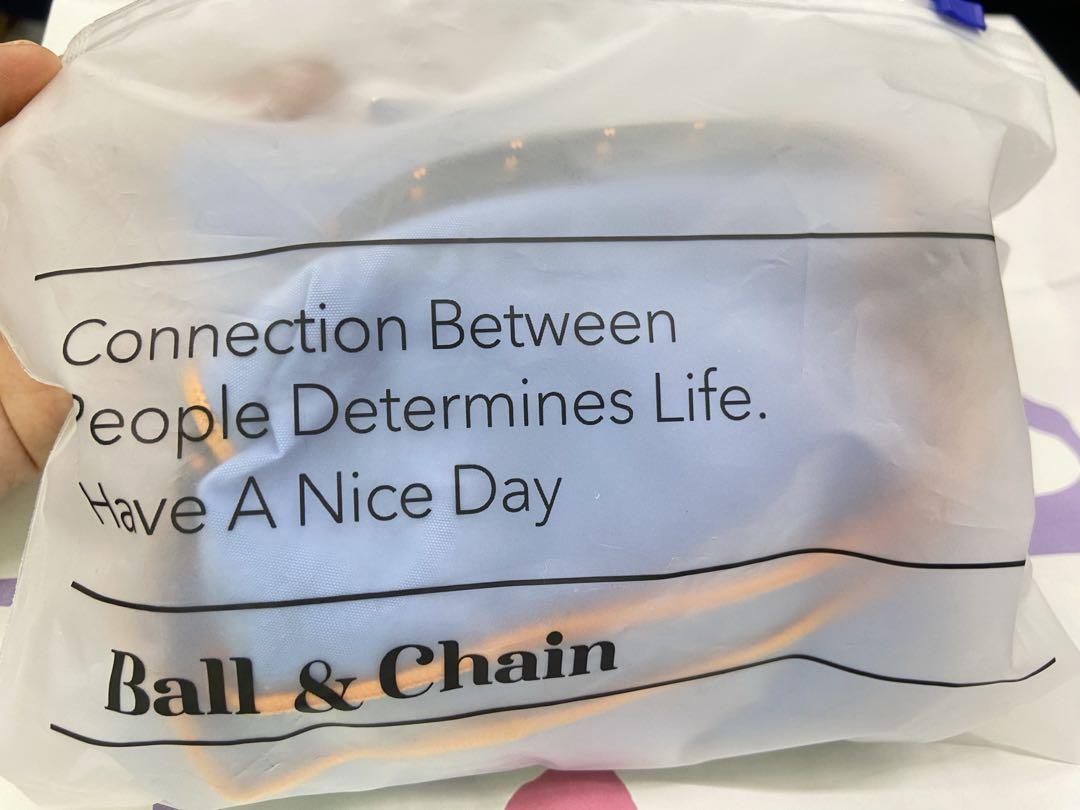 Connection Between
People Determines Life.
Have A Nice Day
Ball & Chain